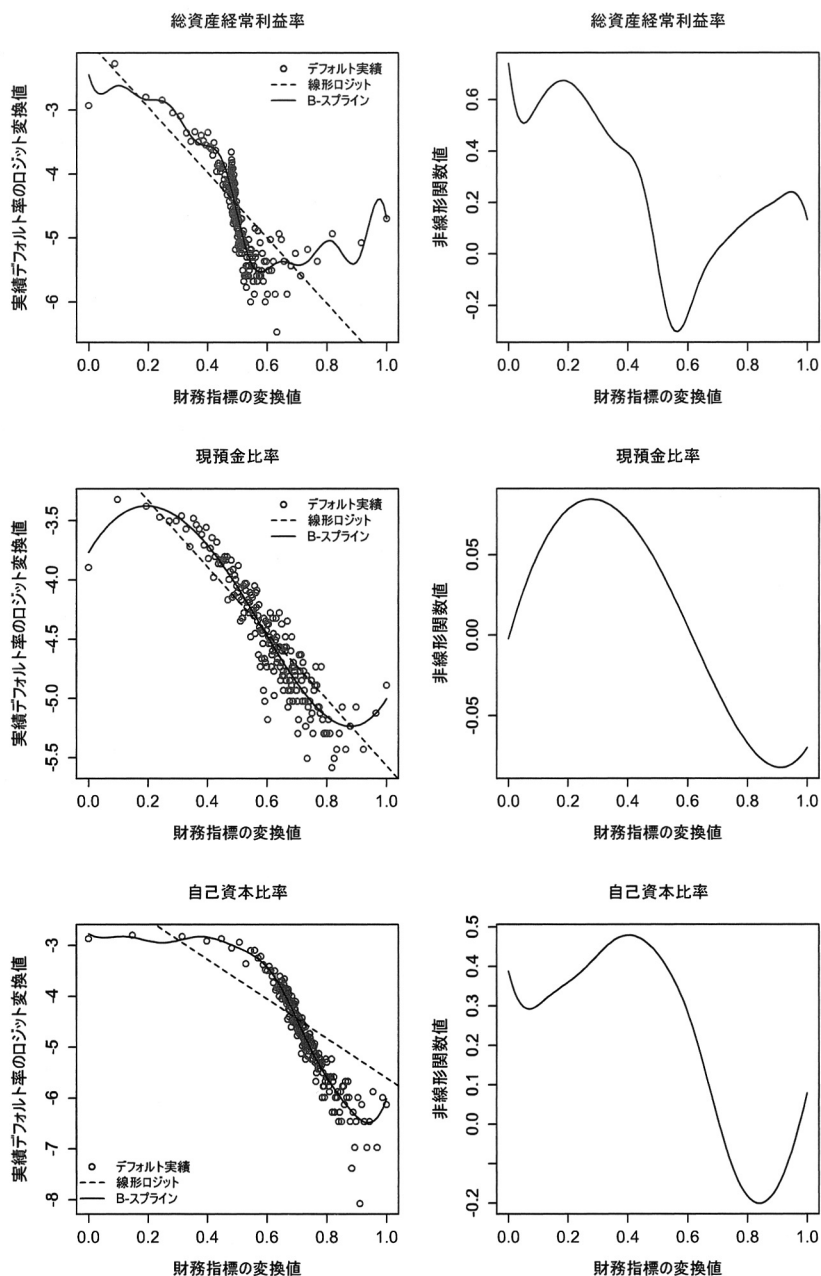 総資産経常利益率
実績デフォルト率のロジット変換値
-3
-4
-5
-6
デフォルト実績
線形ロジット
B-スプライン
0.0 0.2 0.4 0.6 0.8 1.0
財務指標の変換値
総資産経常利益率
非線形関数値
0.6
0.2
0.0
-0.2
0.0 0.2 0.4 0.6 0.8 1.0
財務指標の変換値
現預金比率
実績デフォルト率のロジット変換値
-3.5
-4.0
-4.5
-5.0
-5.5
デフォルト実績
線形ロジット
B-スプライン
0.0 0.2 0.4 0.6 0.8 1.0
財務指標の変換値
現預金比率
非線形関数値
0.05
0.00
-0.05
0.0 0.2 0.4 0.6 0.8 1.0
財務指標の変換値
自己資本比率
実績デフォルト率のロジット変換値
-3
-4
-5
-6
-7
-8
デフォルト実績
線形ロジット
B-スプライン
0.0 0.2 0.4 0.6 0.8 1.0
財務指標の変換値
自己資本比率
非線形関数値
0.5
0.4
0.3
0.1
0.0
-0.2
0.0 0.2 0.4 0.6 0.8 1.0
財務指標の変換値